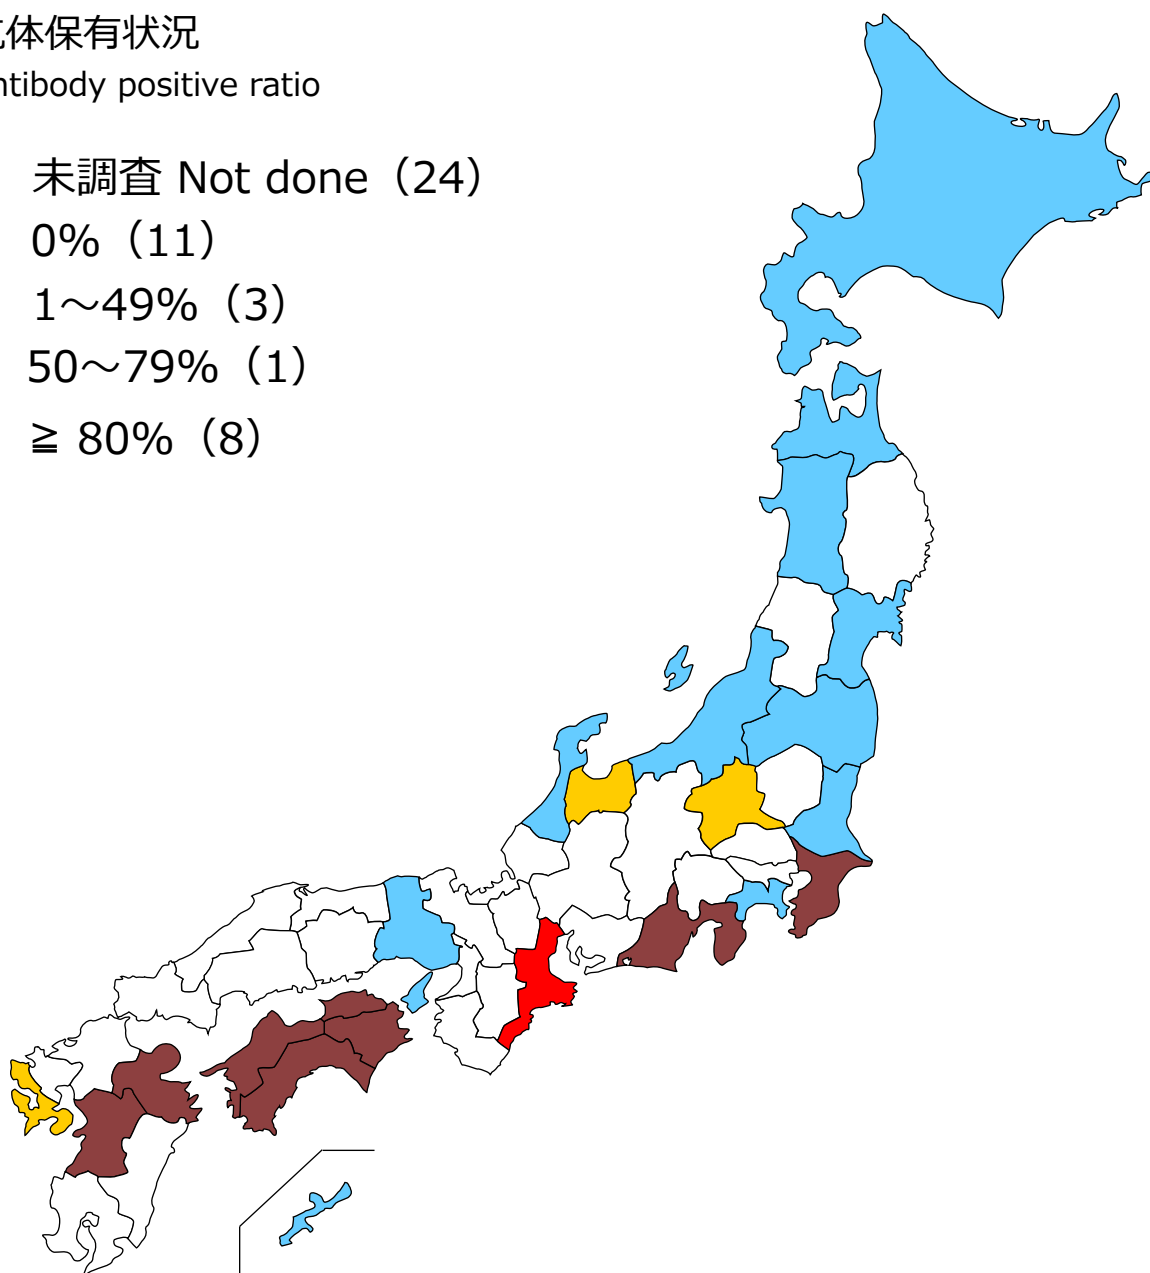 体保有状況
ntibody positive ratio
未調査 Not done（24）
0%（11）
1～49%（3）
50～79%（1）
≧ 80%（8）